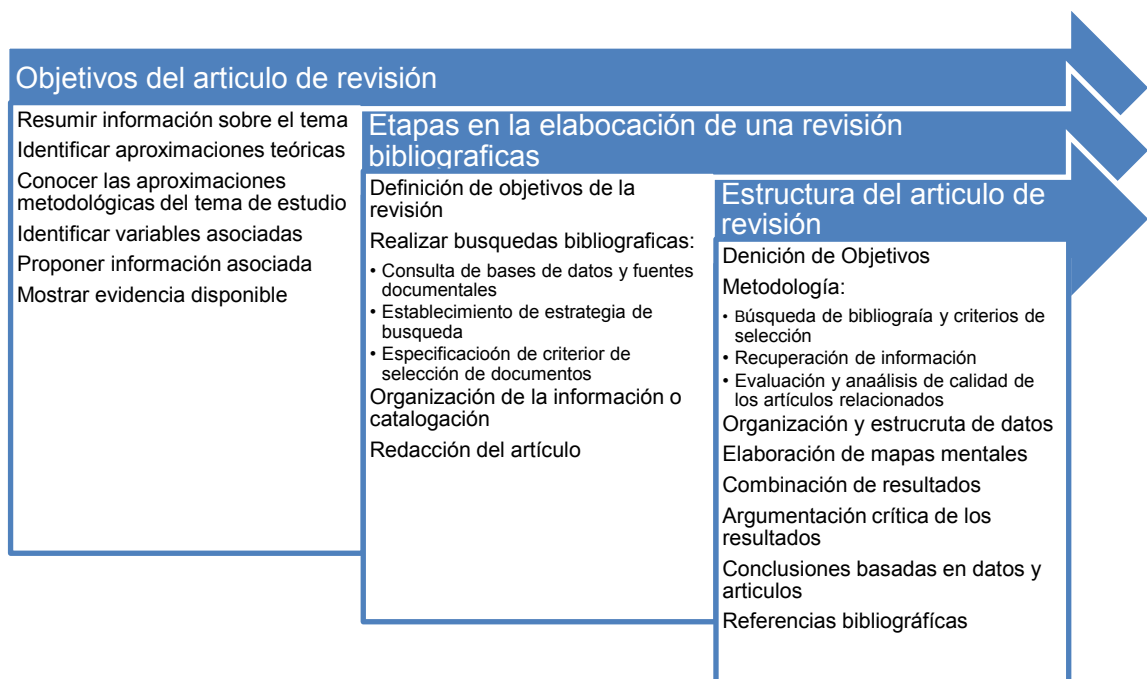 Objetivos del articulo de revisión
Resumir información sobre el tema
Identificar aproximaciones teóricas
Conocer las aproximaciones
metodológicas del tema de estudio
Identificar variables asociadas
Proponer información asociada
Mostrar evidencia disponible
Etapas en la elabocación de una revisión
bibliograficas
Definición de objetivos de la
revisión
Realizar busquedas bibliograficas:
• Consulta de bases de datos y fuentes
documentales
• Establecimiento de estrategia de
busqueda
• Especificacioón de criterior de
selección de documentos
Organización de la información o
catalogación
Redacción del artículo
Estructura del articulo de
revisión
Denición de Objetivos
Metodología:
• Búsqueda de bibliograía y criterios de
selección
• Recuperación de información
• Evaluación y anaálisis de calidad de
los artículos relacionados
Organización y estrucruta de datos
Elaboración de mapas mentales
Combinación de resultados
Argumentación crítica de los
resultados
Conclusiones basadas en datos y
articulos
Referencias bibliográfícas